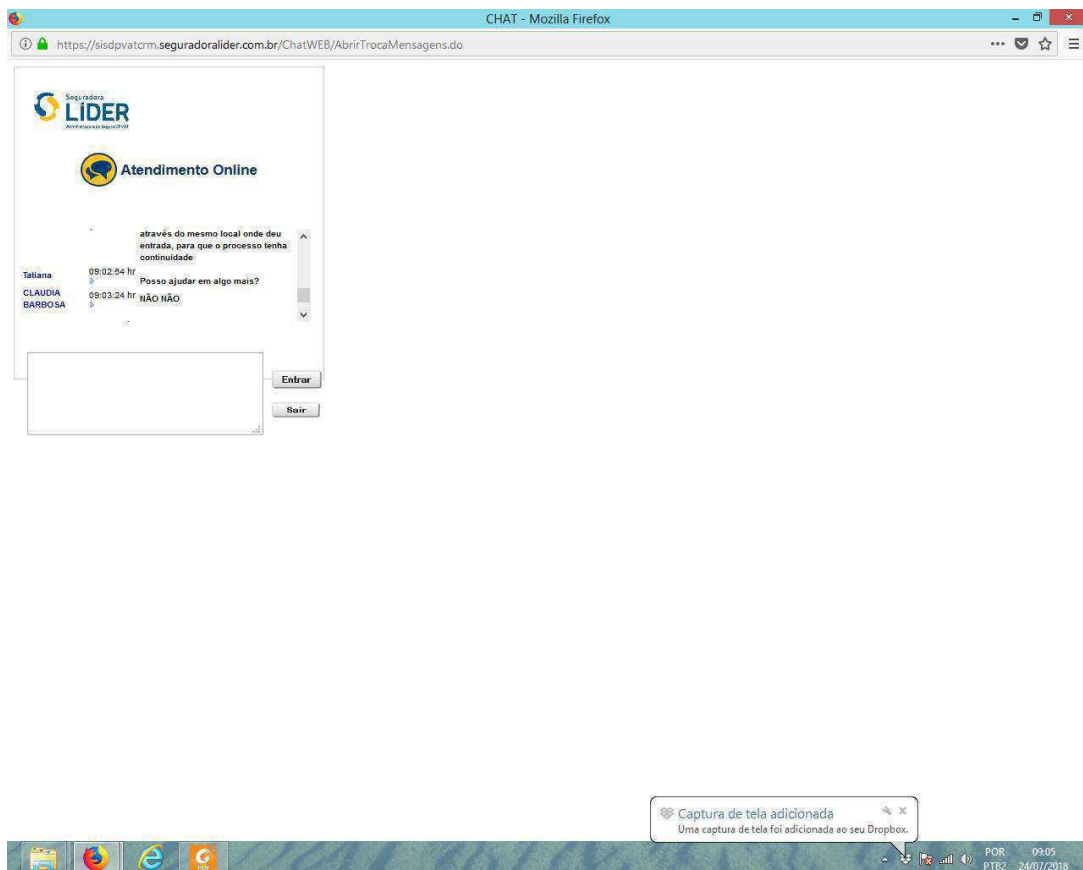 CHAT - Mozilla Firefox
https://sisdpvatcrm.seguradoralider.com.br/ChatWEB/AbrirTrocaMensagens.do
Seguradora
LÍDER
Atendimento Online
através do mesmo local onde deu
entrada, para que o processo tenha
continuidade
Tatiana 09:02:54 hr Posso ajudar em algo mais?
CLAUDIA BARBOSA 09:03:24 hr NÃO NÃO
Entrar
Sair
Captura de tela adicionada
Uma captura de tela foi adicionada ao seu Dropbox.
POR 09:05
PTB2 24/07/2018